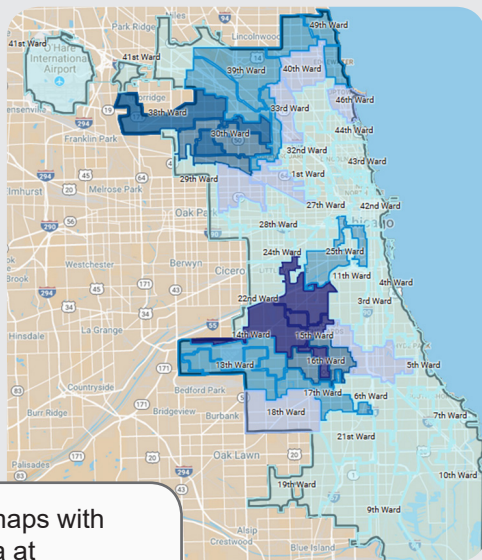 Niles
49th Ward
Park Ridge
Lincolnwood
41st Ward
O'Hare
International
Airport
41st Ward
39th Ward
40th Ward
38th Ward
33rd Ward
46th Ward
30th Ward
44th Ward
Franklin Park
32nd Ward
43rd Ward
29th Ward
1st Ward
Elmhurst
Melrose Park
27th Ward
42nd Ward
Oak Park
28th Ward
Westchester
Berwyn
24th Ward
25th Ward
Cicero
11th Ward
4th Ward
22nd Ward
3rd Ward
La Grange
14th Ward
15th Ward
Hinsdale
13th Ward
16th Ward
5th Ward
Countryside
Bedford Park
17th Ward
6th Ward
Burr Ridge
Bridgeview
Burbank
18th Ward
7th Ward
21st Ward
Palisades
Oak Lawn
10th Ward
19th Ward
9th Ward
Alsip
Crestwood
Blue Island
naps with
a at